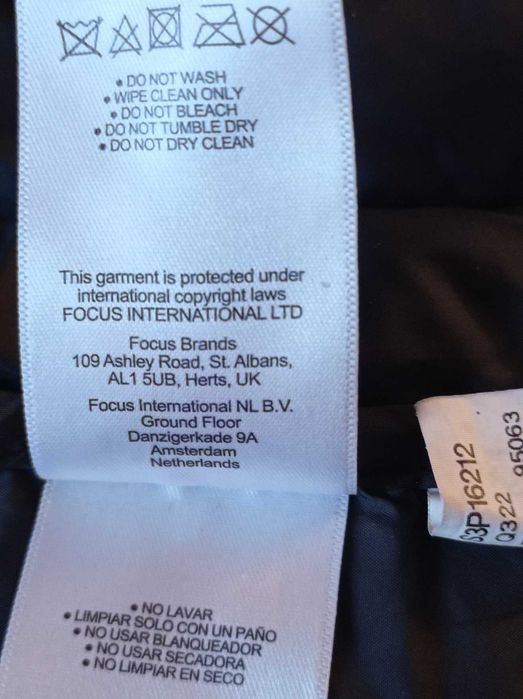 • DO NOT WASH
• WIPE CLEAN ONLY
• DO NOT BLEACH
• DO NOT TUMBLE DRY
• DO NOT DRY CLEAN
This garment is protected under
international copyright laws
FOCUS INTERNATIONAL LTD
Focus Brands
109 Ashley Road, St. Albans,
AL1 5UB, Herts, UK
Focus International NL B.V.
Ground Floor
Danzigerkade 9A
Amsterdam
Netherlands
• NO LAVAR
• LIMPIAR SOLO CON UN PAÑO
• NO USAR BLANQUEADOR
• NO USAR SECADORA
• NO LIMPIAR EN SECO
S3P16212
Q322 95063